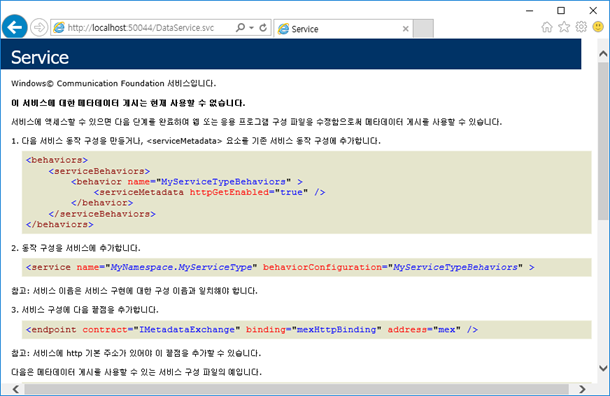 http://localhost:50044/DataService.svc
Service
Service
Windows© Communication Foundation 서비스입니다.
이 서비스에 대한 메타데이터 게시는 현재 사용할 수 없습니다.
서비스에 액세스할 수 있으면 다음 단계를 완료하여 웹 또는 응용 프로그램 구성 파일을 수정함으로써 메타데이터 게시를 사용할 수 있습니다.
1. 다음 서비스 동작 구성을 만들거나, <serviceMetadata> 요소를 기존 서비스 동작 구성에 추가합니다.
<behaviors>
<serviceBehaviors>
<behavior name="MyServiceTypeBehaviors" >
<serviceMetadata httpGetEnabled="true" />
</behavior>
</serviceBehaviors>
</behaviors>
2. 동작 구성을 서비스에 추가합니다.
<service name="MyNamespace.MyServiceType" behaviorConfiguration="MyServiceTypeBehaviors" >
참고: 서비스 이름은 서비스 구현에 대한 구성 이름과 일치해야 합니다.
3. 서비스 구성에 다음 끝점을 추가합니다.
<endpoint contract="IMetadataExchange" binding="mexHttpBinding" address="mex" />
참고: 서비스에 http 기본 주소가 있어야 이 끝점을 추가할 수 있습니다.
다음은 메타데이터 게시를 사용할 수 있는 서비스 구성 파일의 예입니다.